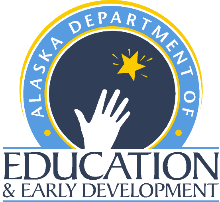 ALASKA DEPARTMENT OF
EDUCATION
& EARLY DEVELOPMENT